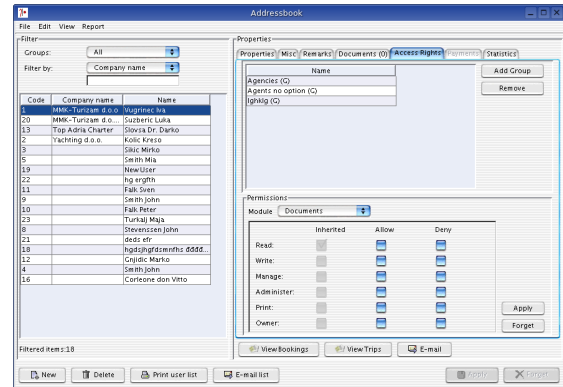 Addressbook
File Edit View Report
Filter
Groups: All
Filter by: Company name
Code Company name Name
1 MMK-Turizam d.o.o Vugrinec Iva
20 MMK-Turizam d.o... Suzberic Luka
13 Top Adria Charter Slovsa Dr. Darko
2 Yachting d.o.o. Kolic Kreso
3 Sikic Mirko
5 Smith Mia
19 New User
22 hg ergfth
11 Falk Sven
9 Smith John
10 Falk Peter
23 Turkalj Maja
8 Stevenssen John
21 deds efr
18 hgdsjhgfdsmnfhs đđđđ...
12 Gnjidic Marko
4 Smith John
16 Corleone don Vitto
Filtered items:18
New Delete Print user list E-mail list
Properties
Properties Misc Remarks Documents (0) Access Rights Payments Statistics
Name
Agencies (G)
Agents no option (G)
Ighklg (G)
Add Group
Remove
Permissions
Module Documents
Inherited Allow Deny
Read:
Write:
Manage:
Administer:
Print:
Owner:
Apply
Forget
View Bookings View Trips E-mail
Apply Forget